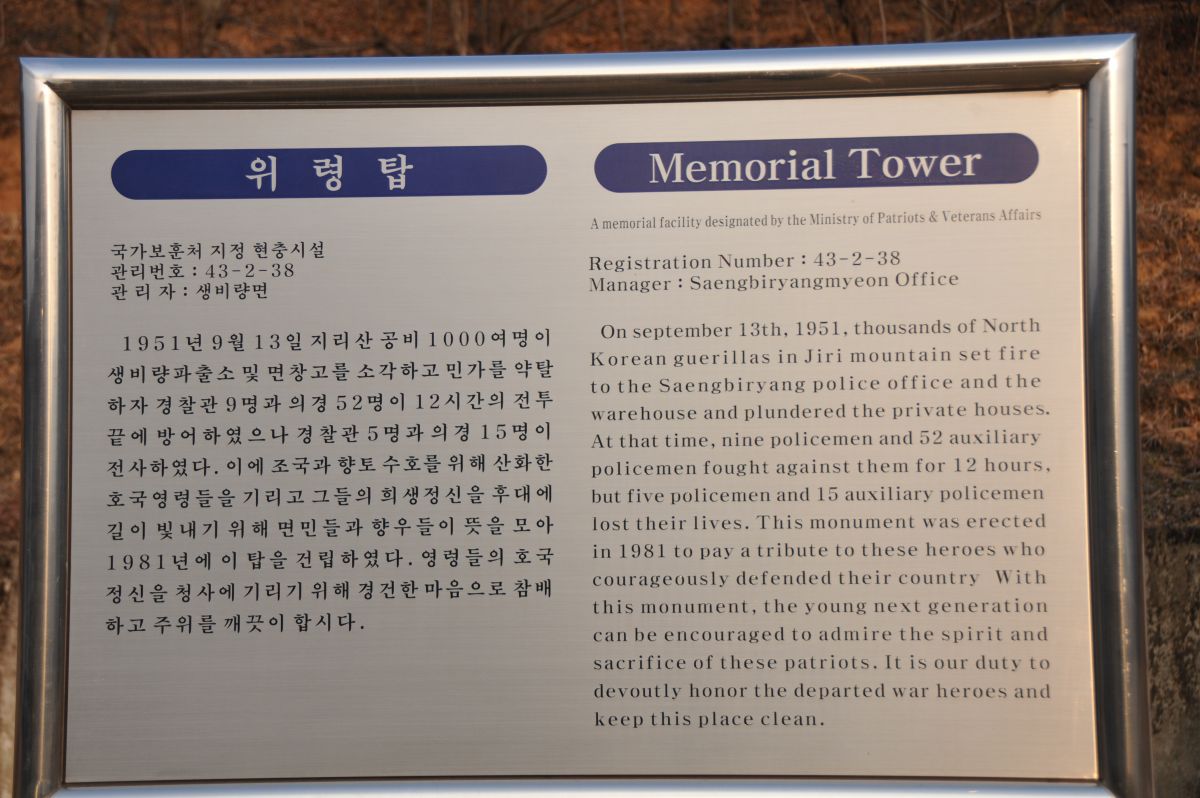 위 령 탑
국가보훈처 지정 현충시설
관리번호 : 43-2-38
관 리 자 : 생비량면
1951년 9월 13일 지리산 공비 1000여명이
생비량파출소 및 면창고를 소각하고 민가를 약탈
하자 경찰관 9명과 의경 52명이 12시간의 전투
끝에 방어하였으나 경찰관 5명과 의경 15명이
전사하였다. 이에 조국과 향토 수호를 위해 산화한
호국영령들을 기리고 그들의 희생정신을 후대에
길이 빛내기 위해 면민들과 향우들이 뜻을 모아
1981년에 이 탑을 건립하였다. 영령들의 호국
정신을 청사에 기리기 위해 경건한 마음으로 참배
하고 주위를 깨끗이 합시다.
Memorial Tower
A memorial facility designated by the Ministry of Patriots & Veterans Affairs
Registration Number : 43-2-38
Manager : Saengbiryangmyeon Office
On september 13th, 1951, thousands of North
Korean guerillas in Jiri mountain set fire
to the Saengbiryang police office and the
warehouse and plundered the private houses.
At that time, nine policemen and 52 auxiliary
policemen fought against them for 12 hours,
but five policemen and 15 auxiliary policemen
lost their lives. This monument was erected
in 1981 to pay a tribute to these heroes who
courageously defended their country With
this monument, the young next generation
can be encouraged to admire the spirit and
sacrifice of these patriots. It is our duty to
devoutly honor the departed war heroes and
keep this place clean.